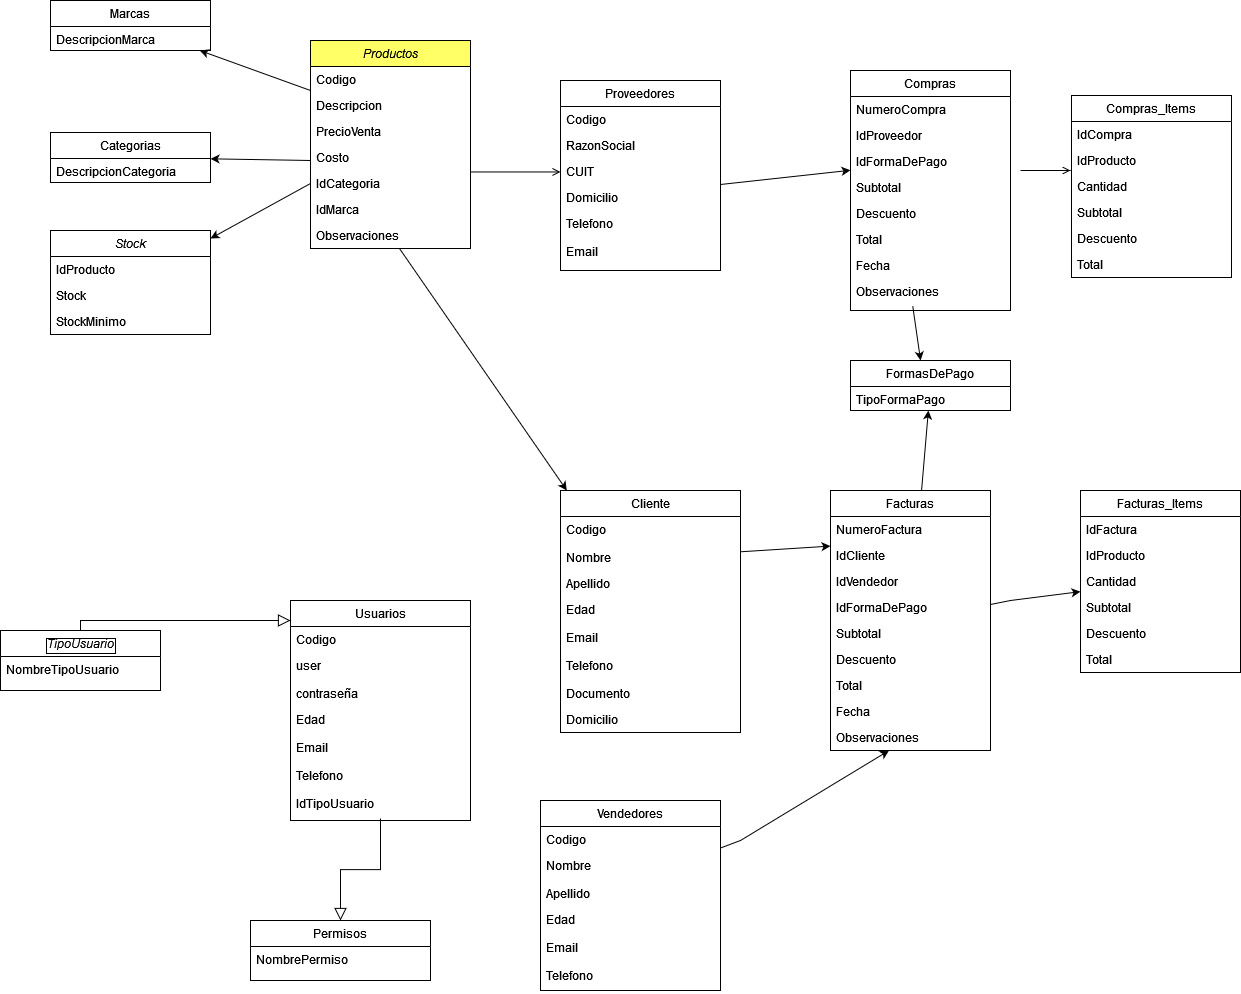 Marcas
DescripcionMarca
Categorias
DescripcionCategoria
Stock
IdProducto
Stock
StockMinimo
Productos
Codigo
Descripcion
PrecioVenta
Costo
IdCategoria
IdMarca
Observaciones
Proveedores
Codigo
RazonSocial
CUIT
Domicilio
Telefono
Email
Compras
NumeroCompra
IdProveedor
IdFormaDePago
Subtotal
Descuento
Total
Fecha
Observaciones
Compras_Items
IdCompra
IdProducto
Cantidad
Subtotal
Descuento
Total
FormasDePago
TipoFormaPago
Cliente
Codigo
Nombre
Apellido
Edad
Email
Telefono
Documento
Domicilio
Facturas
NumeroFactura
IdCliente
IdVendedor
IdFormaDePago
Subtotal
Descuento
Total
Fecha
Observaciones
Facturas_Items
IdFactura
IdProducto
Cantidad
Subtotal
Descuento
Total
TipoUsuario
NombreTipoUsuario
Usuarios
Codigo
user
contraseña
Edad
Email
Telefono
IdTipoUsuario
Permisos
NombrePermiso
Vendedores
Codigo
Nombre
Apellido
Edad
Email
Telefono